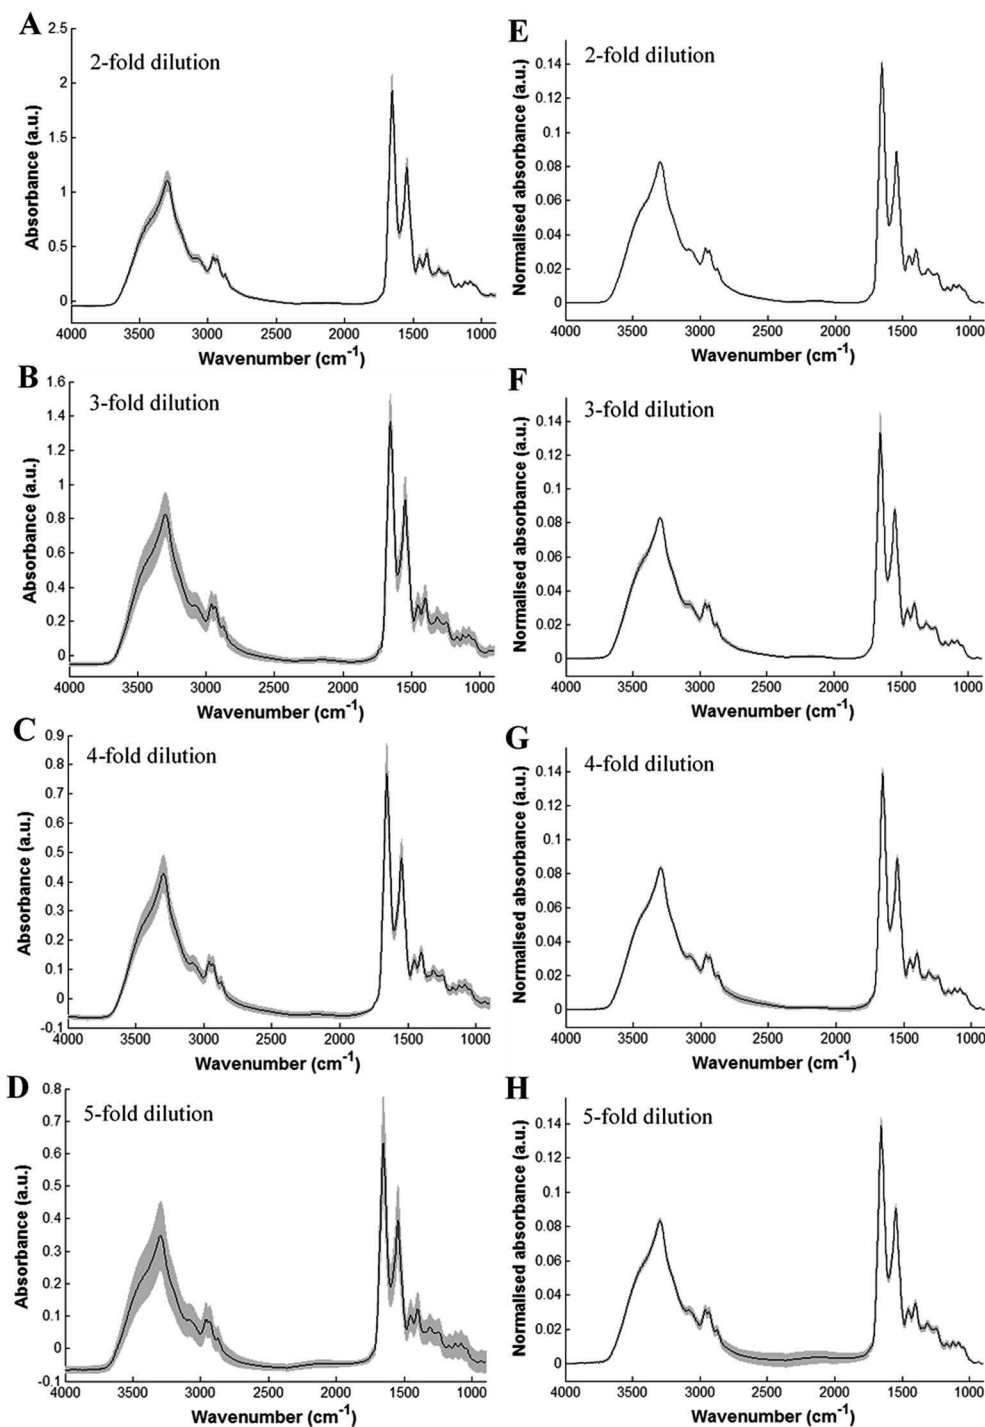 A
2-fold dilution
Absorbance (a.u.)
2.5
2
1.5
1
0.5
0
4000 3500 3000 2500 2000 1500 1000
Wavenumber (cm-1)
E
2-fold dilution
Normalised absorbance (a.u.)
0.14
0.12
0.1
0.08
0.06
0.04
0.02
0
4000 3500 3000 2500 2000 1500 1000
Wavenumber (cm-1)
B
3-fold dilution
Absorbance (a.u.)
1.6
1.4
1.2
1
0.8
0.6
0.4
0.2
0
4000 3500 3000 2500 2000 1500 1000
Wavenumber (cm-1)
F
3-fold dilution
Normalised absorbance (a.u.)
0.14
0.12
0.1
0.08
0.06
0.04
0.02
0
4000 3500 3000 2500 2000 1500 1000
Wavenumber (cm-1)
C
4-fold dilution
Absorbance (a.u.)
0.9
0.8
0.7
0.6
0.5
0.4
0.3
0.2
0.1
0
-0.1
4000 3500 3000 2500 2000 1500 1000
Wavenumber (cm-1)
G
4-fold dilution
Normalised absorbance (a.u.)
0.14
0.12
0.1
0.08
0.06
0.04
0.02
0
4000 3500 3000 2500 2000 1500 1000
Wavenumber (cm-1)
D
5-fold dilution
Absorbance (a.u.)
0.8
0.7
0.6
0.5
0.4
0.3
0.2
0.1
0
-0.1
4000 3500 3000 2500 2000 1500 1000
Wavenumber (cm-1)
H
5-fold dilution
Normalised absorbance (a.u.)
0.14
0.12
0.1
0.08
0.06
0.04
0.02
0
4000 3500 3000 2500 2000 1500 1000
Wavenumber (cm-1)